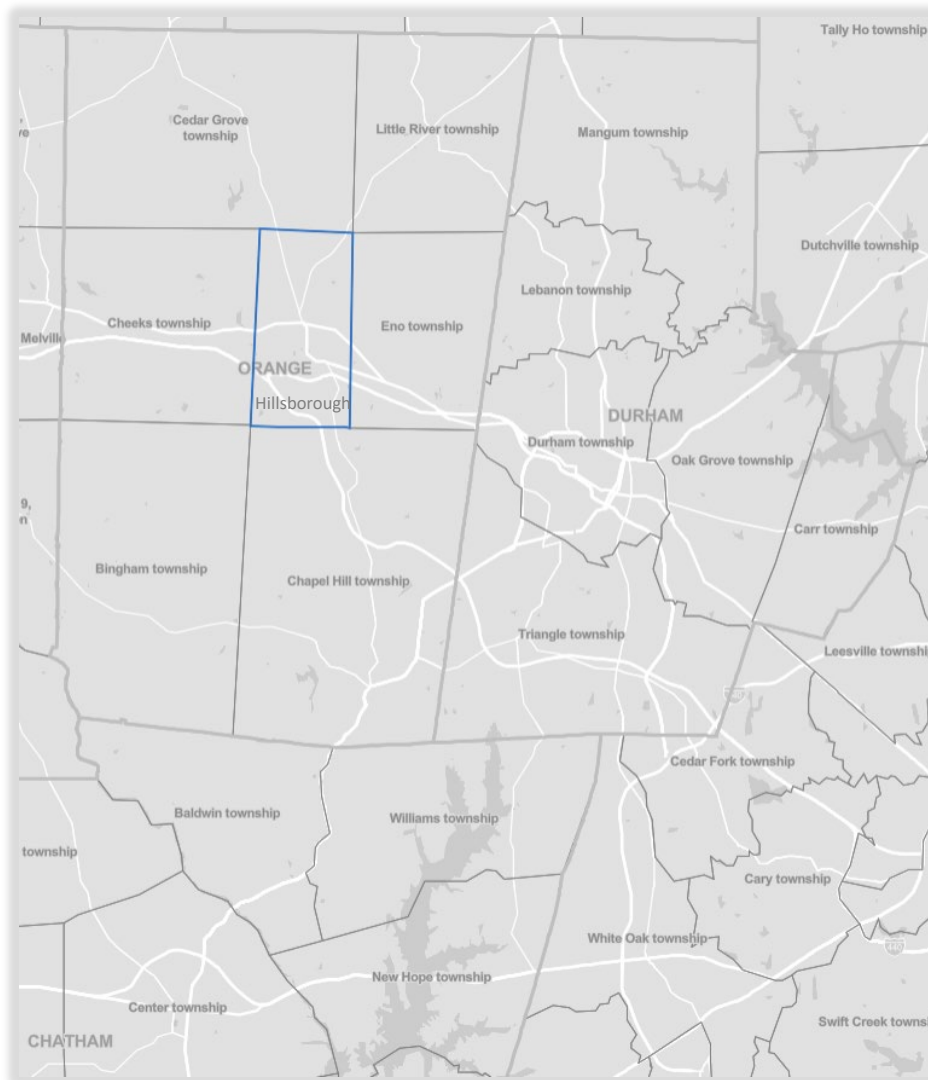 Tally Ho township
Cedar Grove
township
Little River township
Mangum township
Dutchville township
Lebanon township
Cheeks township
Eno township
Melville
ORANGE
Hillsborough
DURHAM
Durham township
Oak Grove township
9,
n
Carr township
Bingham township
Chapel Hill township
Triangle township
Leesville townshi
Cedar Fork township
Baldwin township
Williams township
township
Cary township
White Oak township
New Hope township
Center township
Swift Creek towns
CHATHAM